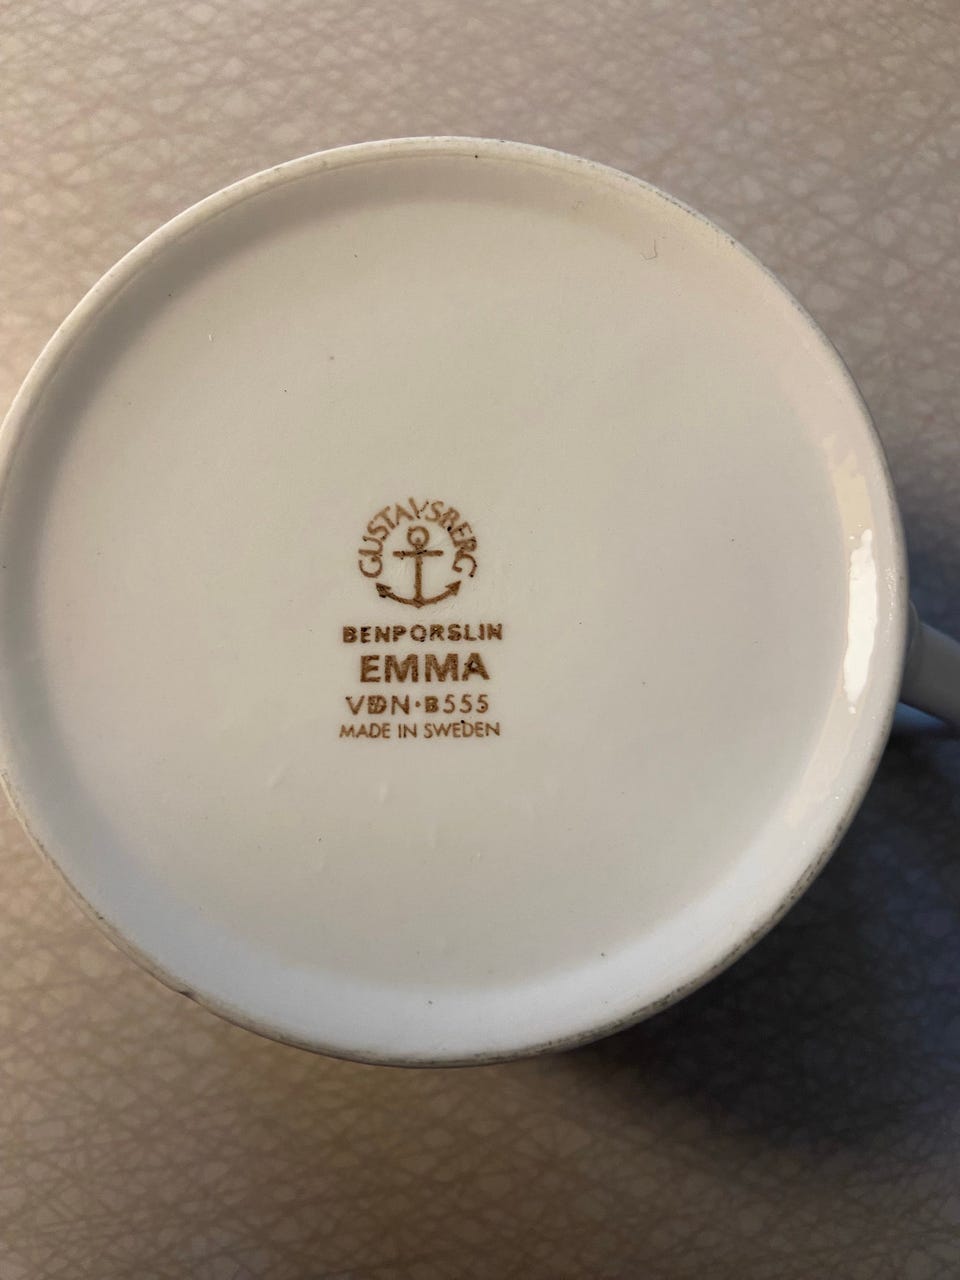 GUSTAVSBERG
BENPORSLIN
EMMA
VDN·B555
MADE IN SWEDEN